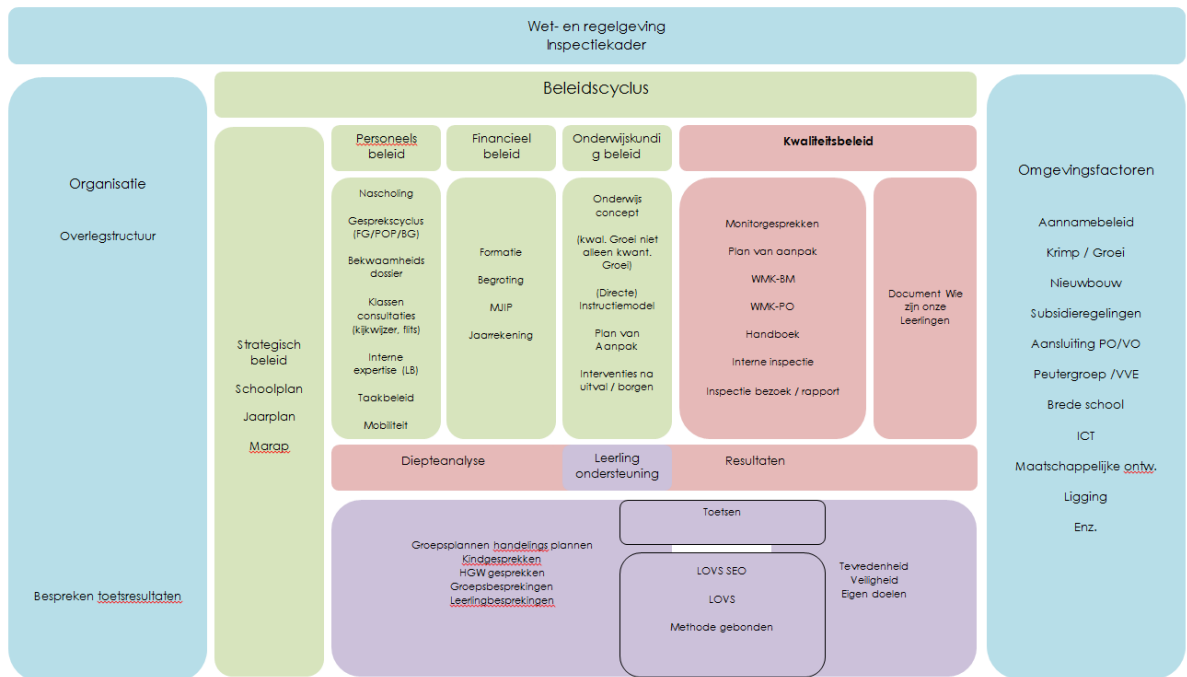 Wet- en regelgeving
Inspectiekader
Beleidscyclus
Organisatie
Overlegstructuur
Bespreken toetsresultaten
Strategisch
beleid
Schoolplan
Jaarplan
Marap
Personeels
beleid
Nascholing
Gesprekscyclus
(FG/POP/BG)
Bekwaamheids
dossier
Klassen
consultaties
(kijkwijzer, flits)
Interne
expertise (LB)
Taakbeleid
Mobiliteit
Financieel
beleid
Formatie
Begroting
MJIP
Jaarrekening
Onderwijskundi
g beleid
Onderwijs
concept
(kwal. Groei niet
alleen kwant.
Groei)
(Directe)
Instructiemodel
Plan van
Aanpak
Interventies na
uitval / borgen
Kwaliteitsbeleid
Monitorgesprekken
Plan van aanpak
WMK-BM
WMK-PO
Handboek
Interne inspectie
Inspectie bezoek / rapport
Document Wie
zijn onze
Leerlingen
Diepteanalyse
Leerling
ondersteuning
Resultaten
Groepsplannen handelings plannen
Kindgesprekken
HGW gesprekken
Groepsbesprekingen
Leerlingbesprekingen
Toetsen
LOVS SEO
LOVS
Methode gebonden
Tevredenheid
Veiligheid
Eigen doelen
Omgevingsfactoren
Aannamebeleid
Krimp / Groei
Nieuwbouw
Subsidieregelingen
Aansluiting PO/VO
Peutergroep /VVE
Brede school
ICT
Maatschappelijke ontw.
Ligging
Enz.